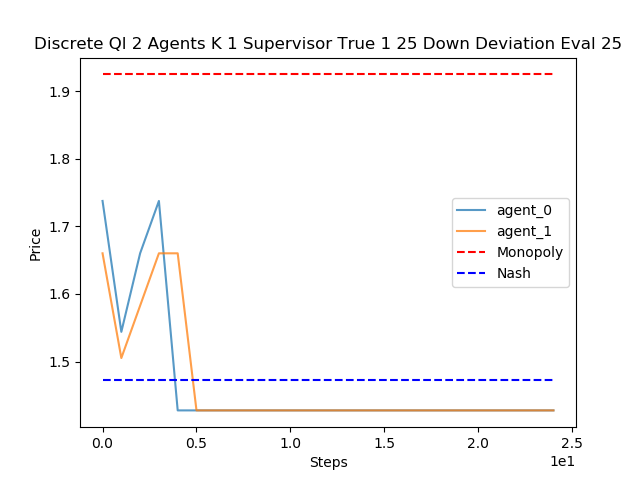 Discrete Ql 2 Agents K 1 Supervisor True 1 25 Down Deviation Eval 25
1.9
1.8
1.7
1.6
1.5
Price
agent_0
agent_1
Monopoly
Nash
0.0 0.5 1.0 1.5 2.0 2.5
1e1
Steps